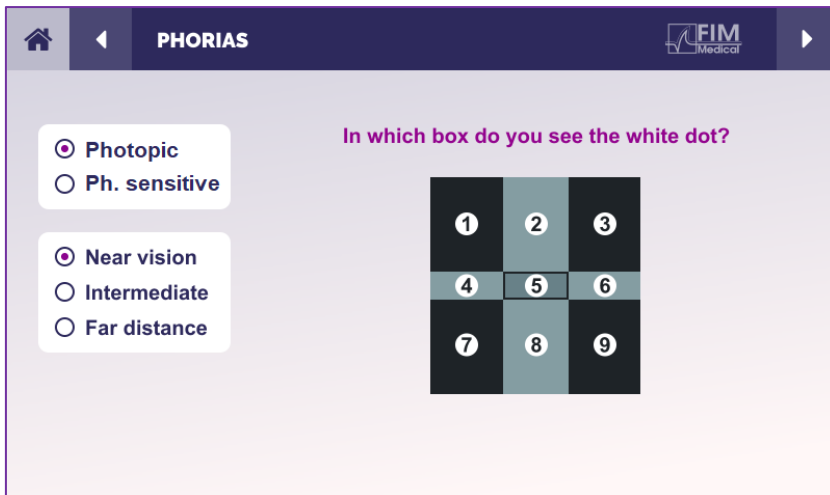 PHORIAS
FIM
Medical
Photopic
Ph. sensitive
Near vision
Intermediate
Far distance
In which box do you see the white dot?
1 2 3
4 5 6
7 8 9